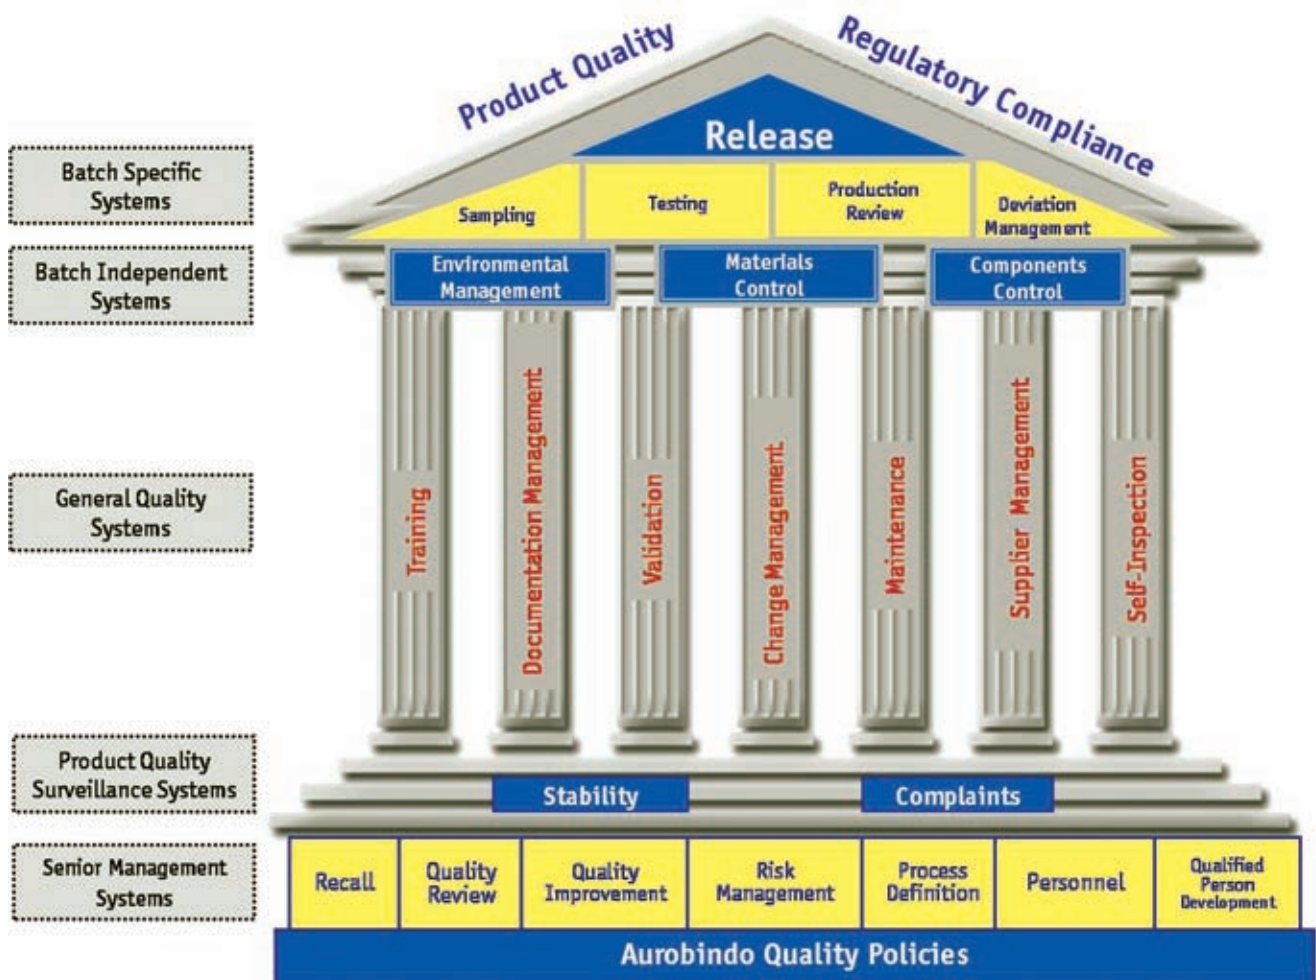 Product Quality
Regulatory Compliance
Release
Batch Specific
Systems
Sampling
Testing
Production
Review
Deviation
Management
Batch Independent
Systems
Environmental
Management
Materials
Control
Components
Control
General Quality
Systems
Training
Documentation Management
Validation
Change Management
Maintenance
Supplier Management
Self-Inspection
Product Quality
Surveillance Systems
Stability
Complaints
Senior Management
Systems
Recall
Quality
Review
Quality
Improvement
Risk
Management
Process
Definition
Personnel
Qualified
Person
Development
Aurobindo Quality Policies